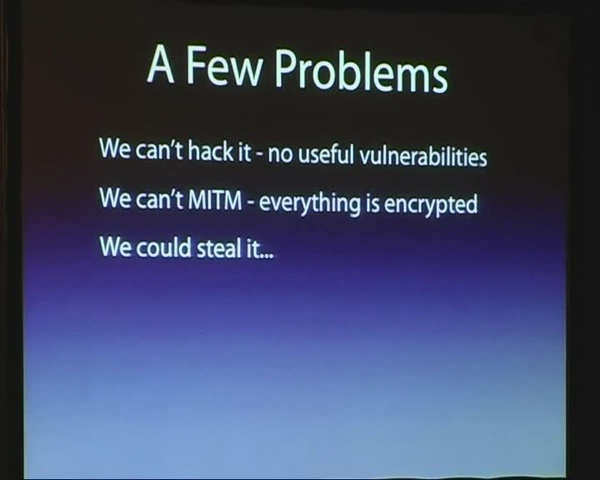 A Few Problems
We can't hack it - no useful vulnerabilities
We can't MITM - everything is encrypted
We could steal it...